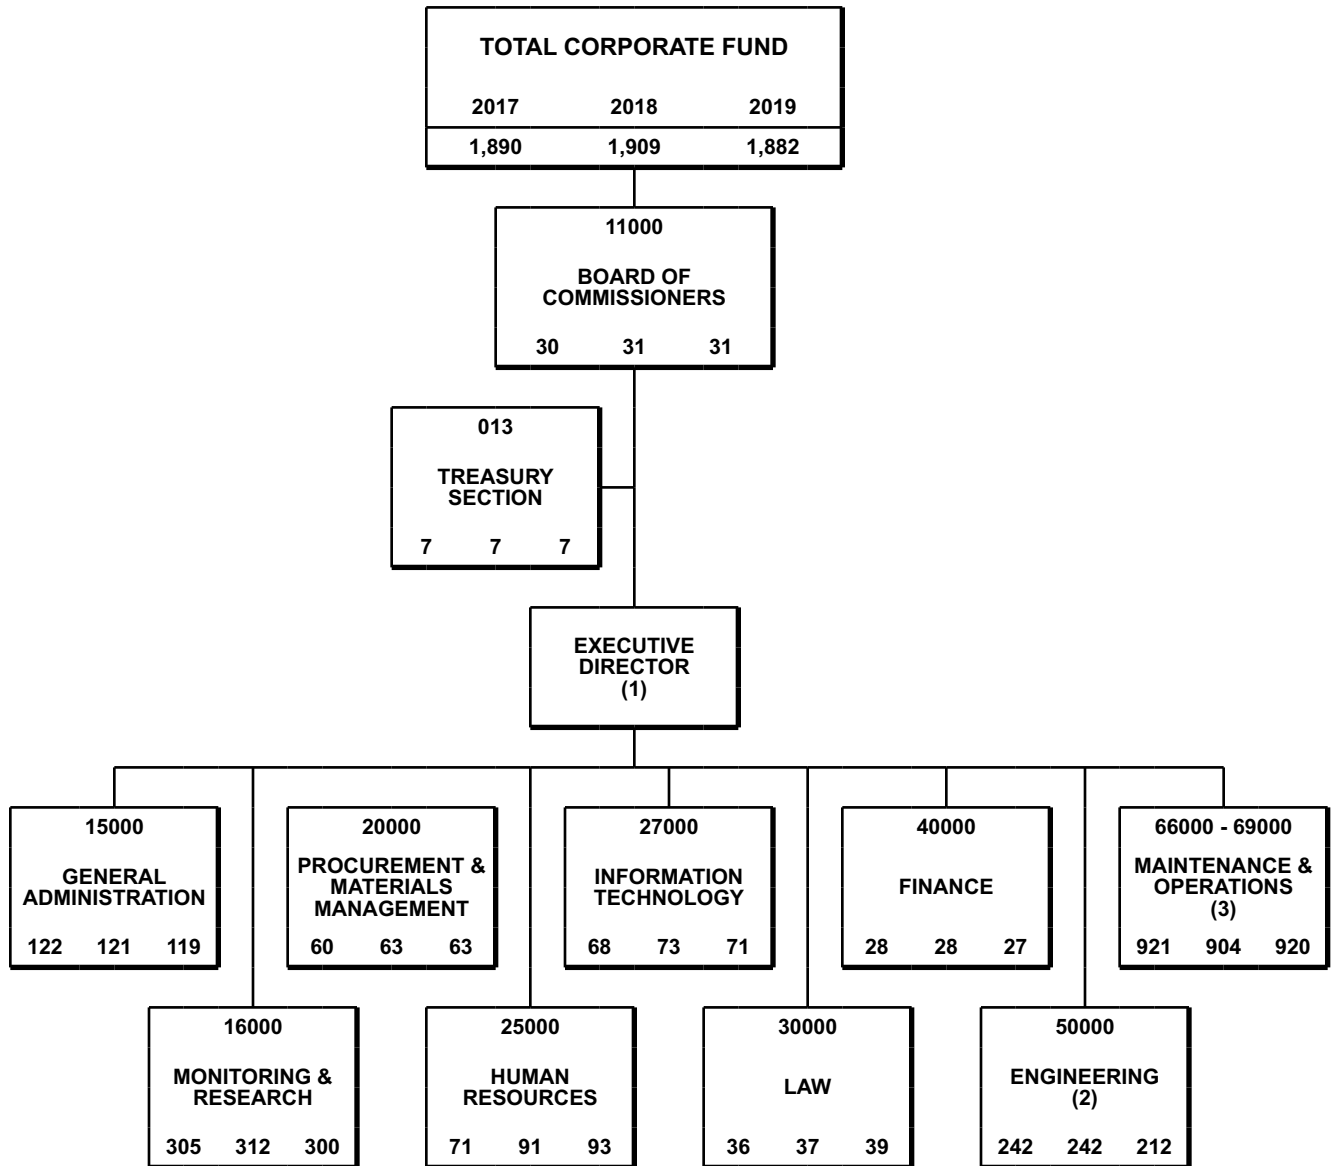 TOTAL CORPORATE FUND
2017 2018 2019
1,890 1,909 1,882
11000
BOARD OF
COMMISSIONERS
30 31 31
013
TREASURY
SECTION
7 7 7
EXECUTIVE
DIRECTOR
(1)
15000
GENERAL
ADMINISTRATION
122 121 119
20000
PROCUREMENT &
MATERIALS
MANAGEMENT
60 63 63
27000
INFORMATION
TECHNOLOGY
68 73 71
40000
FINANCE
28 28 27
66000 - 69000
MAINTENANCE &
OPERATIONS
(3)
921 904 920
16000
MONITORING &
RESEARCH
305 312 300
25000
HUMAN
RESOURCES
71 91 93
30000
LAW
36 37 39
50000
ENGINEERING
(2)
242 242 212